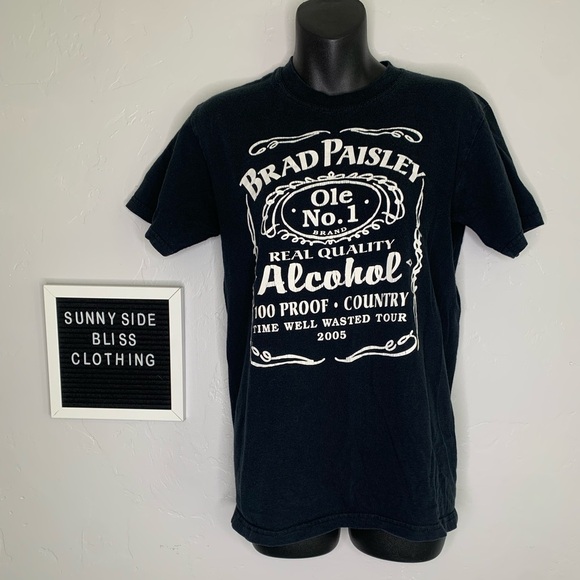 BRAD PAISLEY
Ole
No.1
BRAND
REAL QUALITY
Alcohol
100 PROOF · COUNTRY
TIME WELL WASTED TOUR
2005
SUNNY SIDE
BLISS
CLOTHING